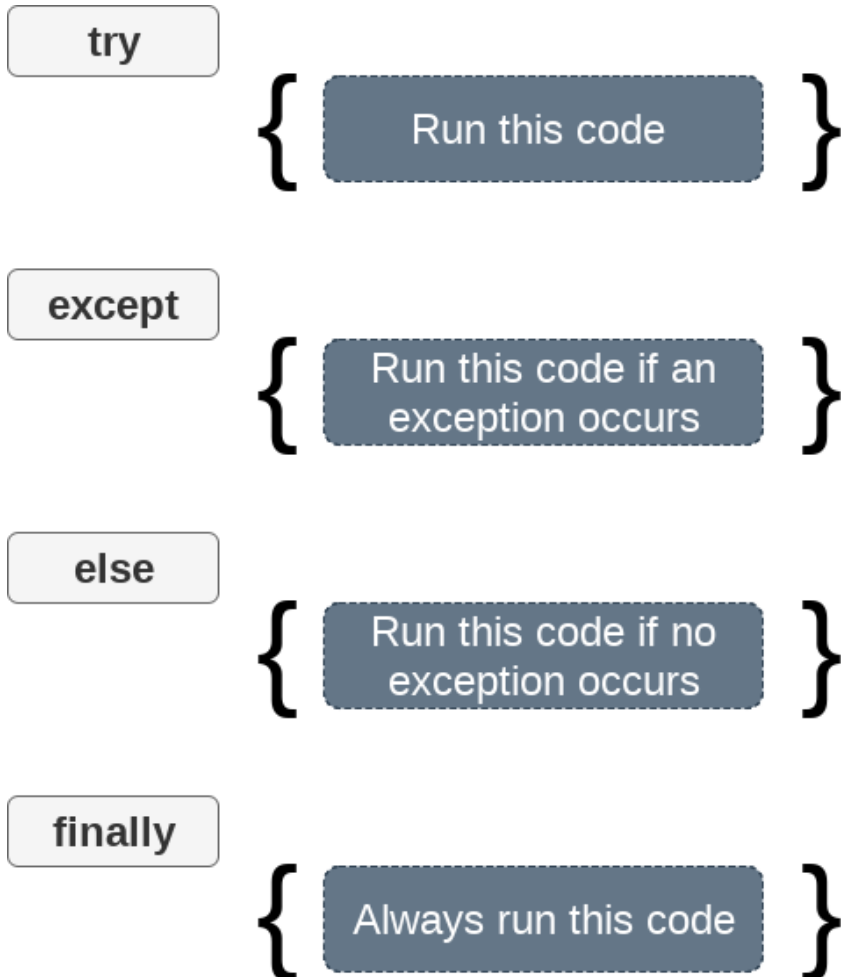 try
{ Run this code }
except
{ Run this code if an
exception occurs }
else
{ Run this code if no
exception occurs }
finally
{ Always run this code }